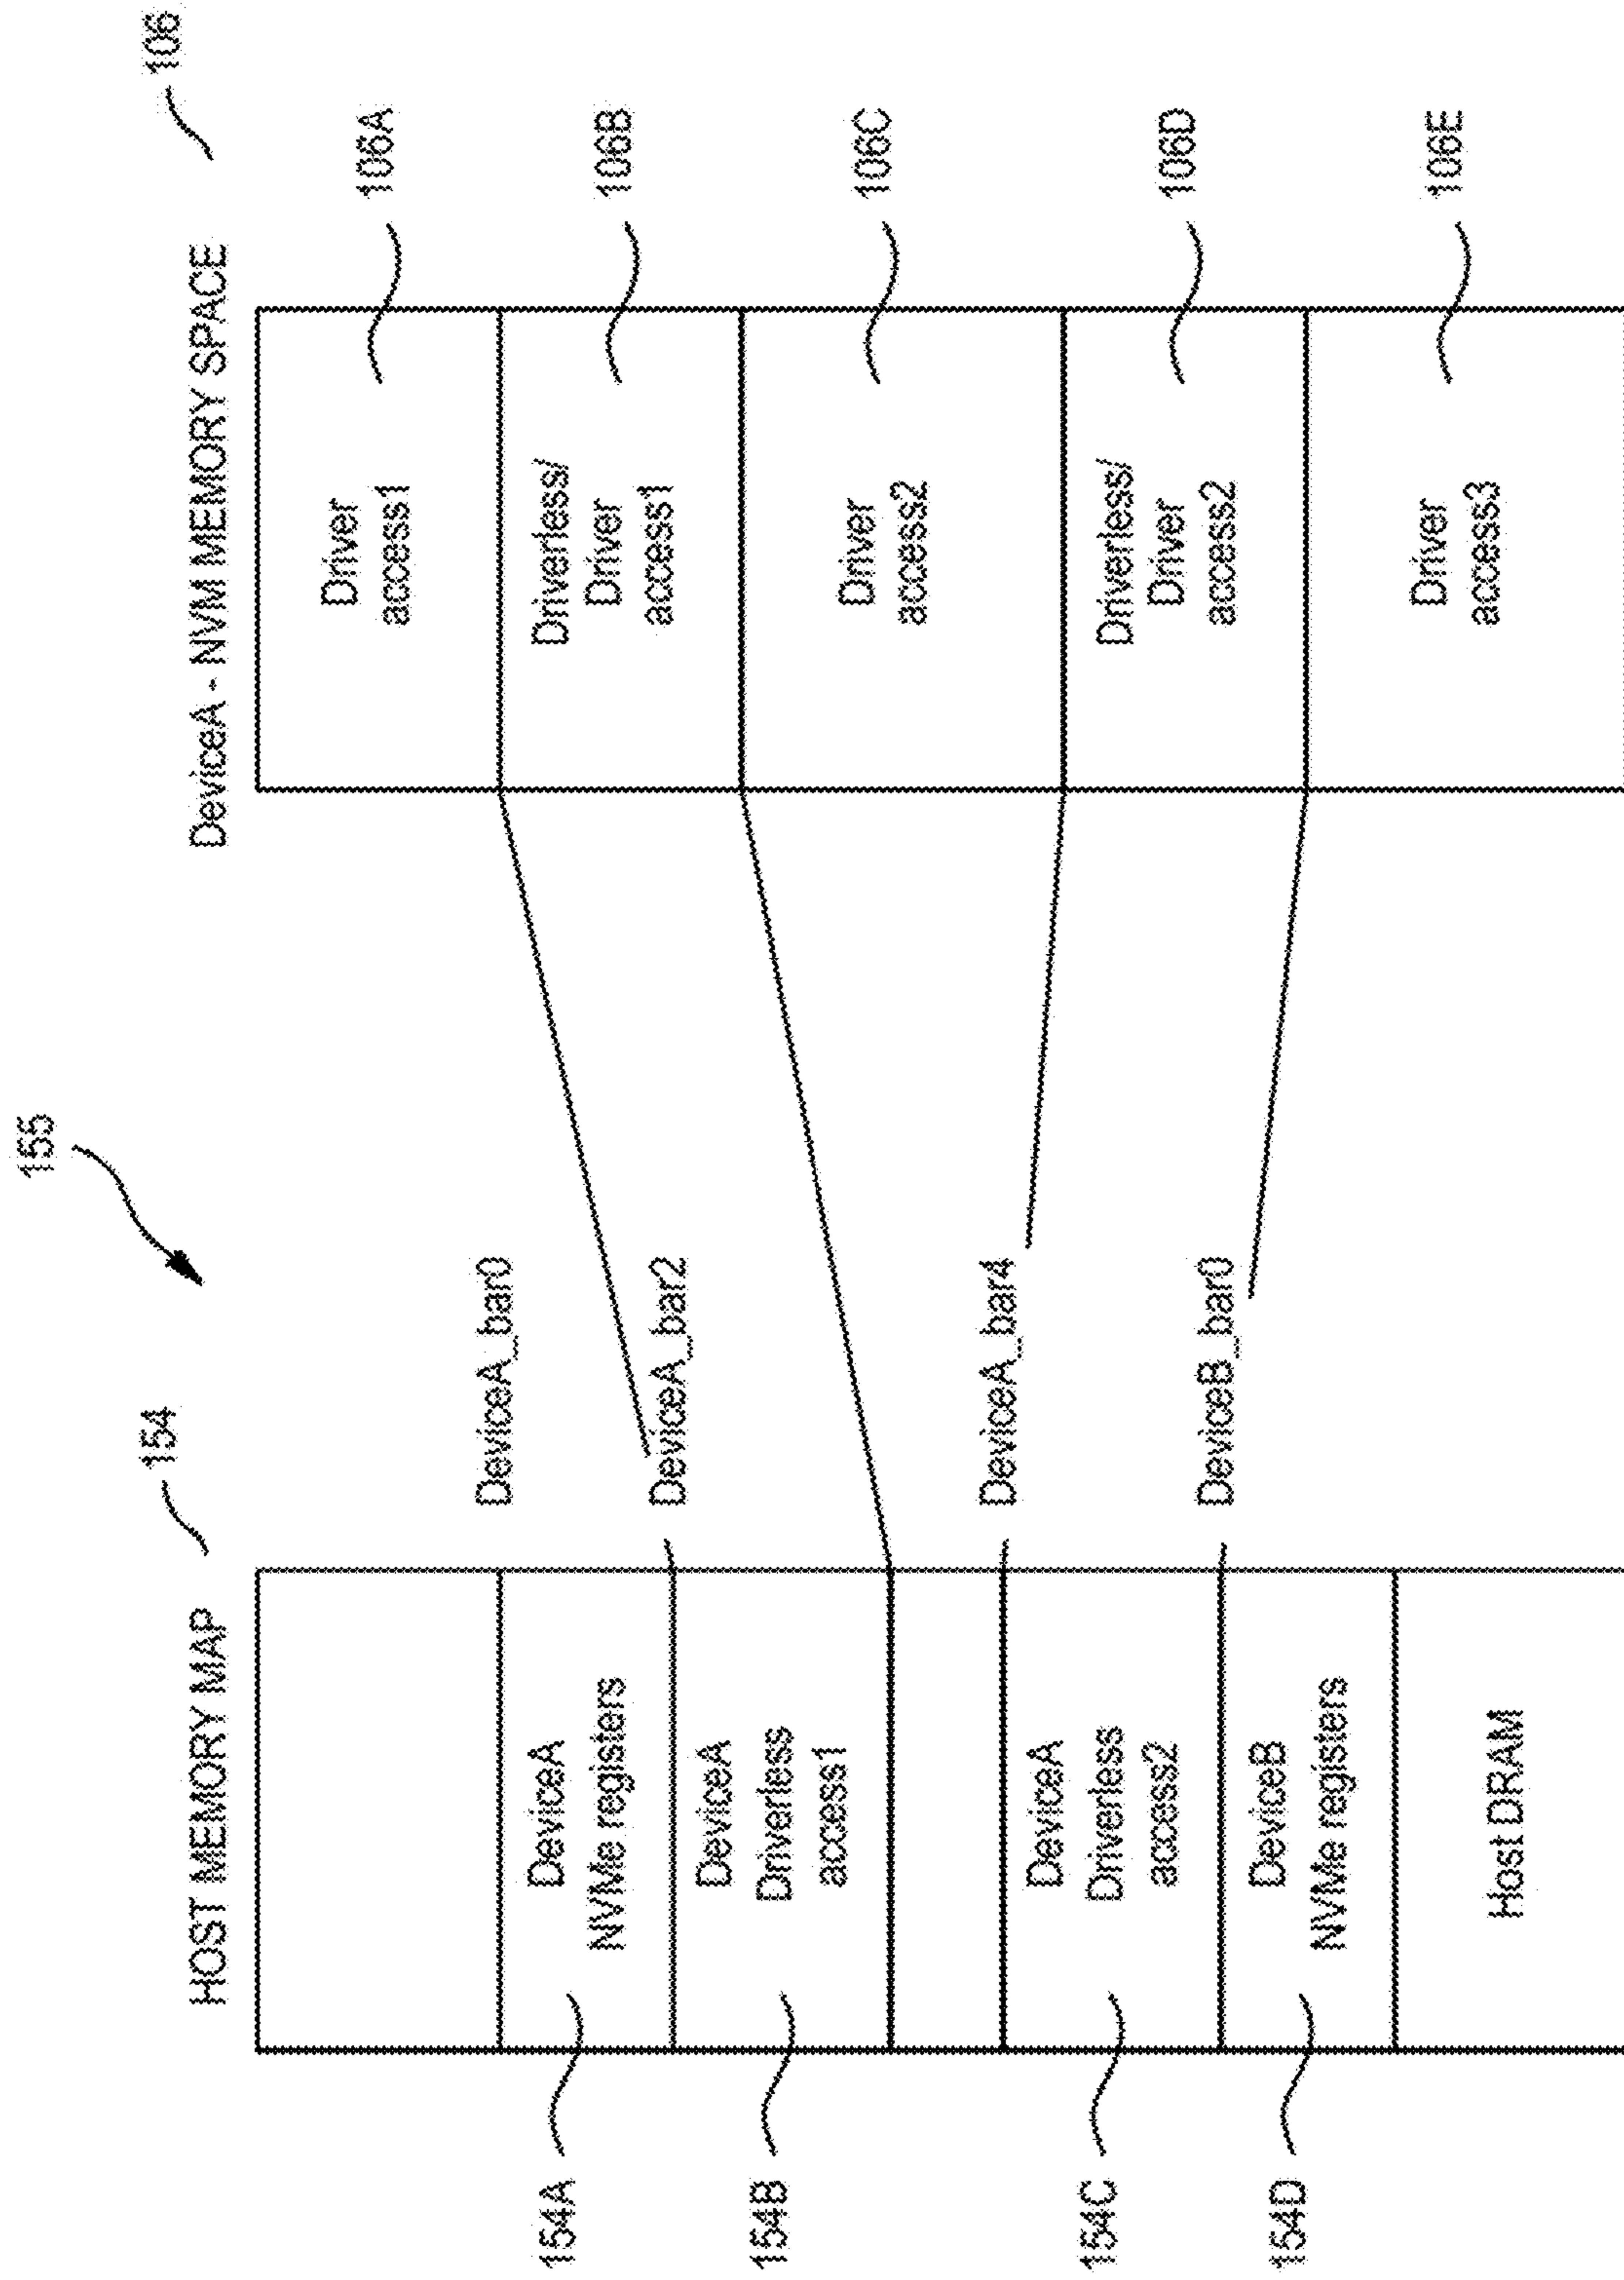 155
HOST MEMORY MAP
154
DeviceA - NVM MEMORY SPACE
106
154A
DeviceA
NVMe registers
DeviceA_bar0
154B
DeviceA
Driverless
access1
DeviceA_bar2
154C
DeviceA
Driverless
access2
DeviceA_bar4
154D
DeviceB
NVMe registers
DeviceB_bar0
Host DRAM
Driver
access1
106A
Driverless/
Driver
access1
106B
Driver
access2
106C
Driverless/
Driver
access2
106D
Driver
access3
106E